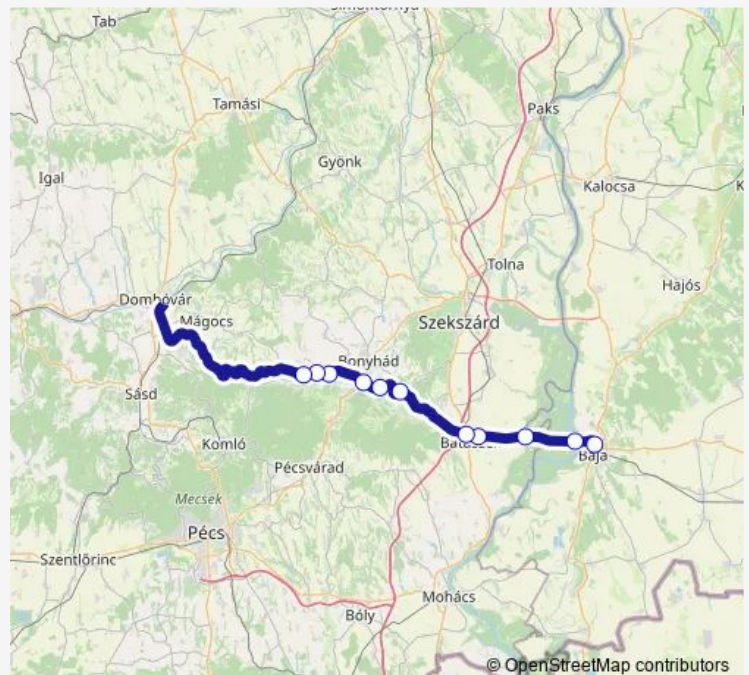 Tab
Tamási
Paks
Gyönk
Igal
Kalocsa
Tolna
Hajós
Dombóvár
Mágocs
Szekszárd
Bonyhád
Sásd
Komló
Pécsvárad
Baja
Mecsek
Pécs
Szentlőrinc
Mohács
Bóly
© OpenStreetMap contributors